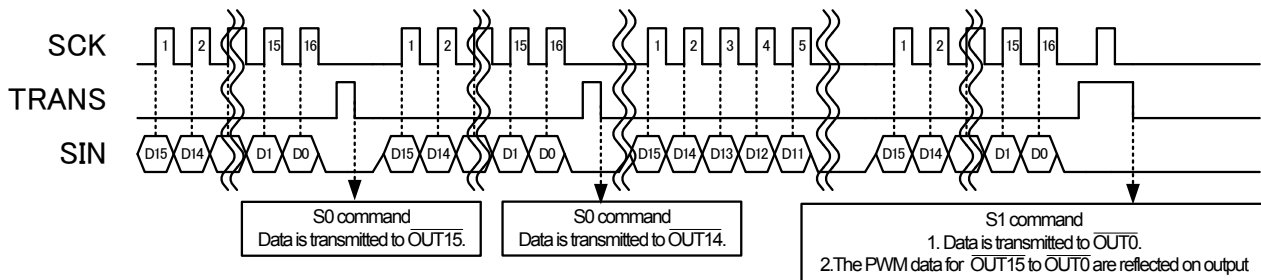 SCK 1 2 15 16 1 2 15 16 1 2 3 4 5 1 2 15 16
TRANS
SIN D15 D14 D1 D0 D15 D14 D1 D0 D15 D14 D13 D12 D11 D15 D14 D1 D0
S0 command
Data is transmitted to OUT15.
S0 command
Data is transmitted to OUT14.
S1 command
1. Data is transmitted to OUT0.
2.The PWM data for OUT15 to OUT0 are reflected on output